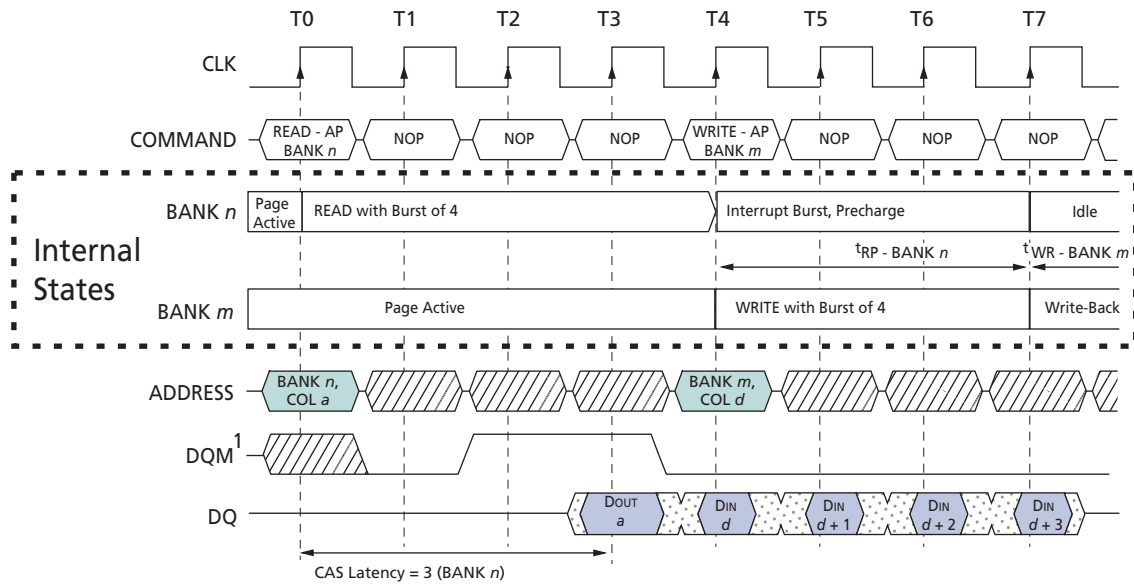 T0 T1 T2 T3 T4 T5 T6 T7
CLK
COMMAND
READ - AP
BANK n
NOP
NOP
NOP
WRITE - AP
BANK m
NOP
NOP
NOP
Internal
States
BANK n
Page
Active
READ with Burst of 4
Interrupt Burst, Precharge
Idle
tRP - BANK n
tWR - BANK m
BANK m
Page Active
WRITE with Burst of 4
Write-Back
ADDRESS
BANK n,
COL a
BANK m,
COL d
DQM1
DQ
DOUT
a
DIN
d
DIN
d + 1
DIN
d + 2
DIN
d + 3
CAS Latency = 3 (BANK n)